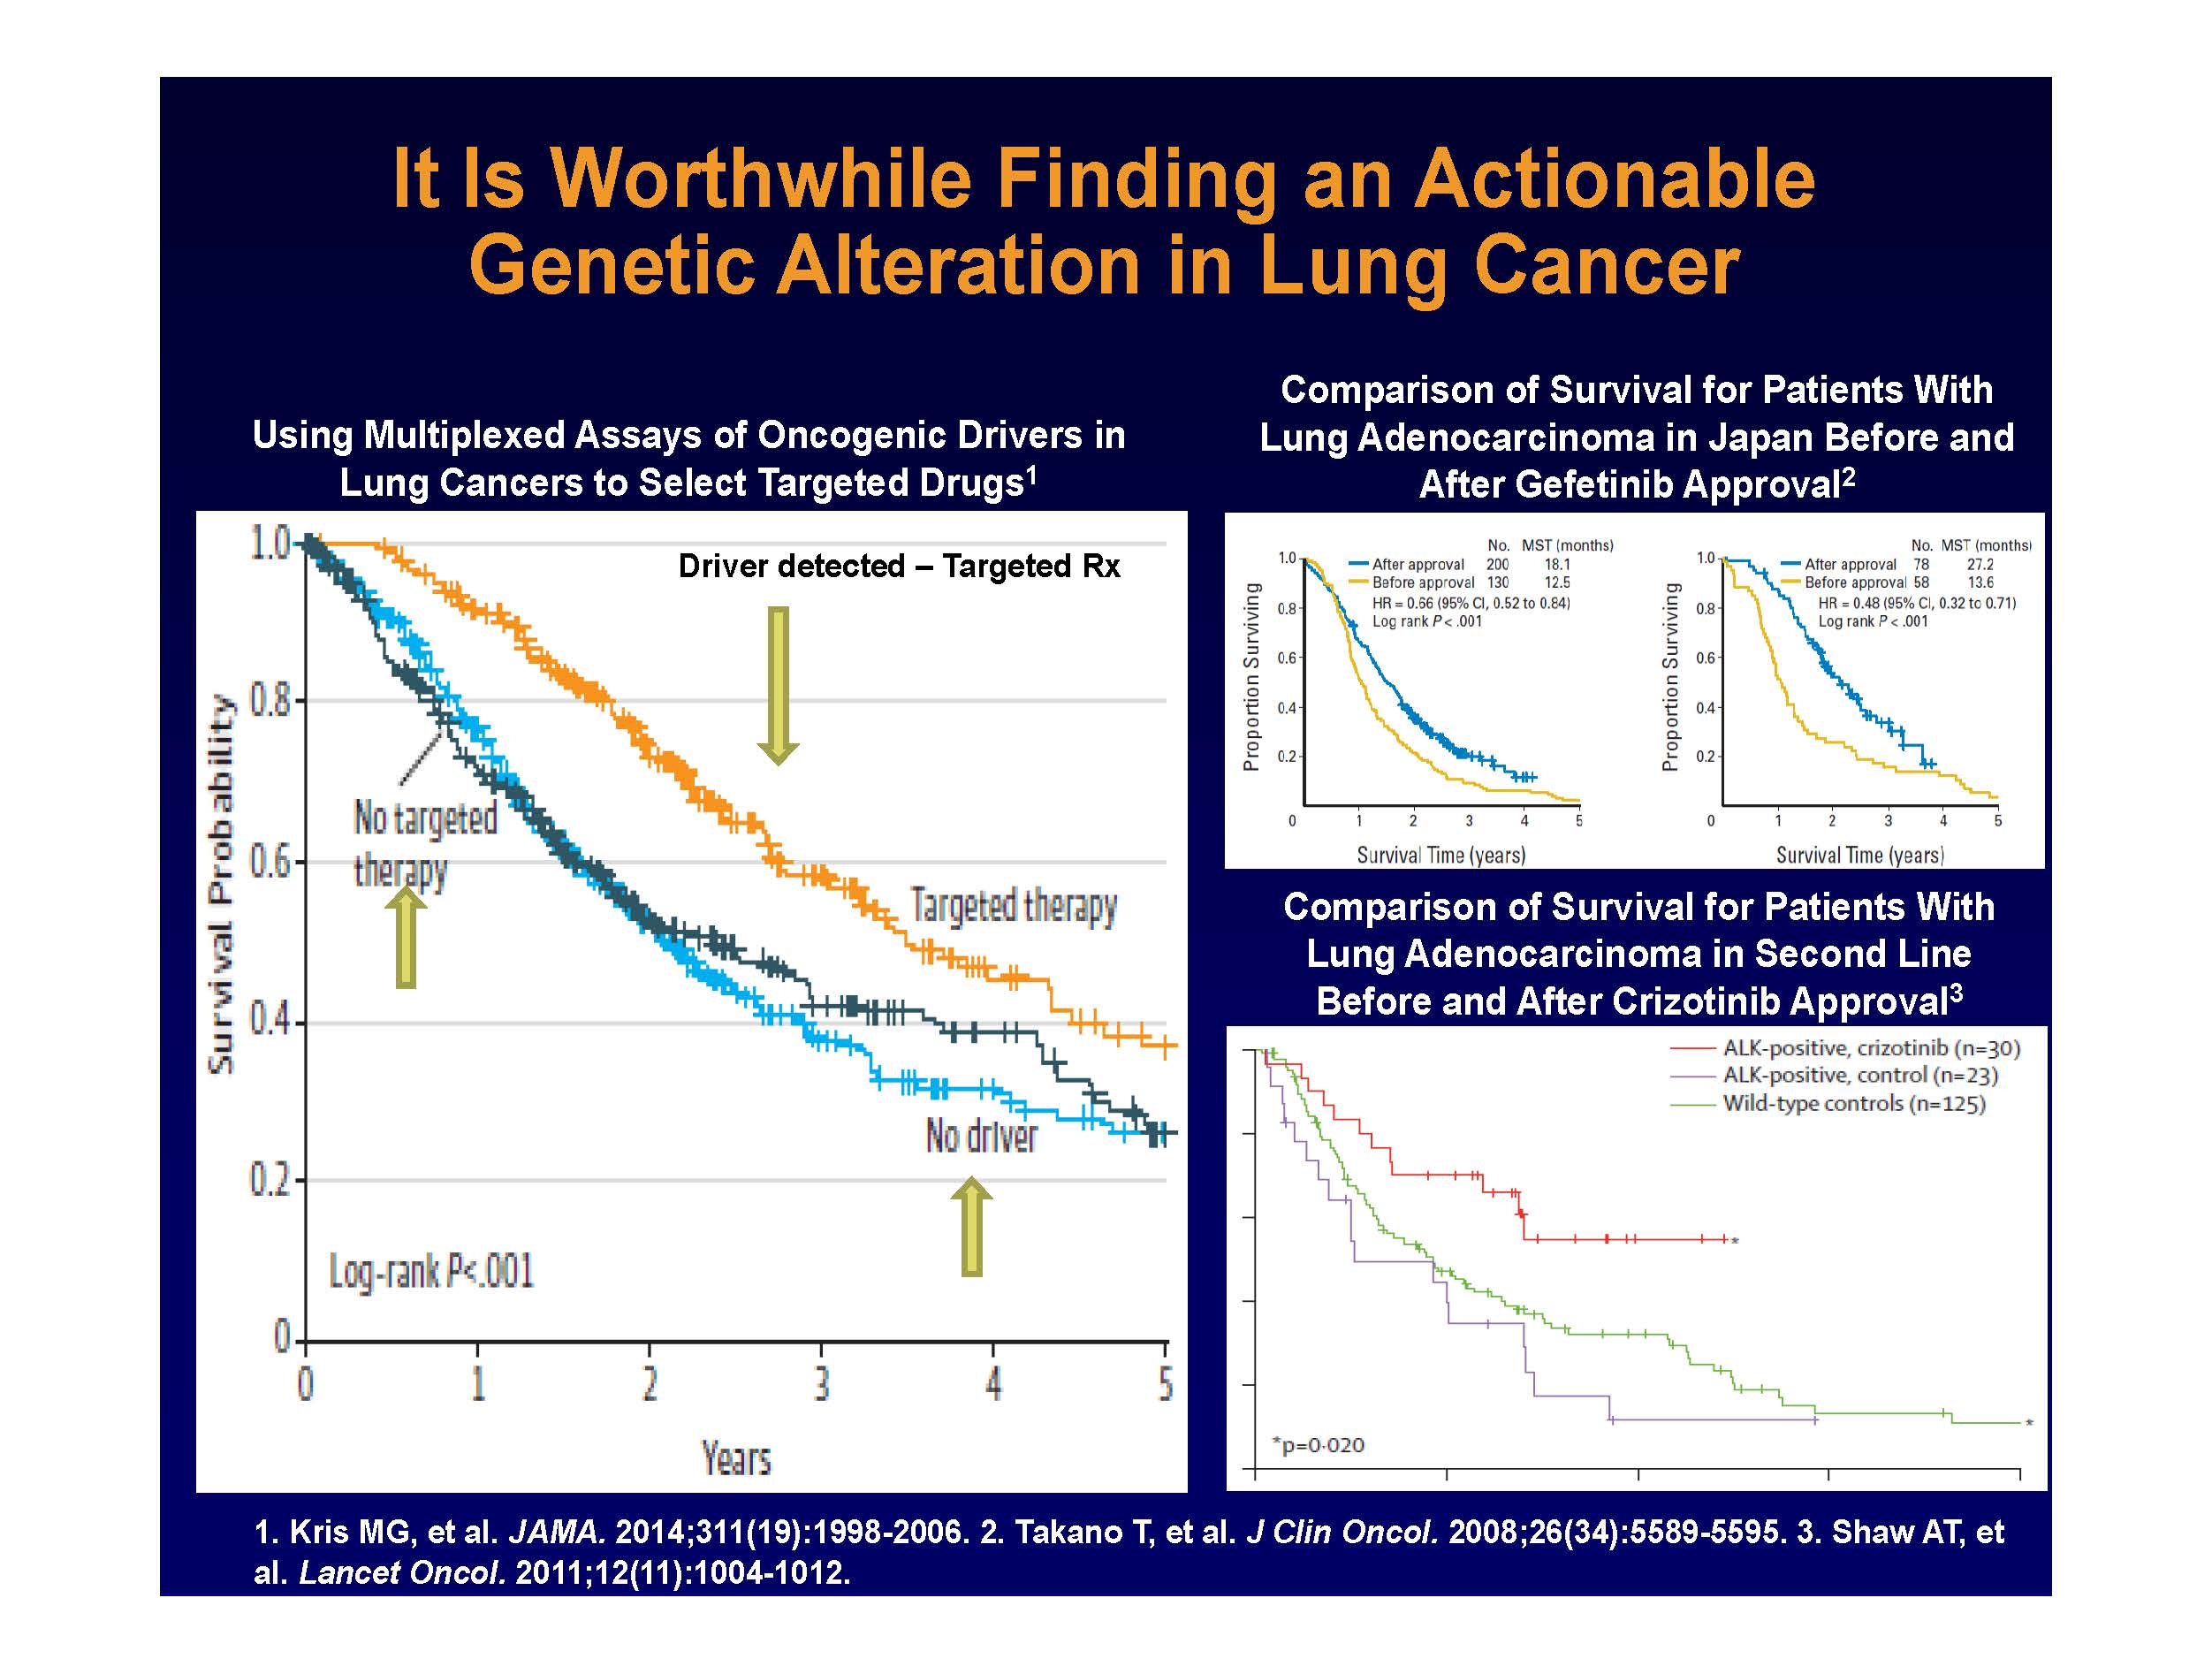 It Is Worthwhile Finding an Actionable
Genetic Alteration in Lung Cancer
Using Multiplexed Assays of Oncogenic Drivers in
Lung Cancers to Select Targeted Drugs1
Survival Probability
1.0
0.8
0.6
0.4
0.2
0
Driver detected – Targeted Rx
No targeted
therapy
Targeted therapy
No driver
Log-rank P<.001
0 1 2 3 4 5
Years
Comparison of Survival for Patients With
Lung Adenocarcinoma in Japan Before and
After Gefetinib Approval2
Proportion Surviving
1.0
0.8
0.6
0.4
0.2
No. MST (months)
After approval 200 18.1
Before approval 130 12.5
HR = 0.66 (95% CI, 0.52 to 0.84)
Log rank P < .001
0 1 2 3 4 5
Survival Time (years)
Proportion Surviving
1.0
0.8
0.6
0.4
0.2
No. MST (months)
After approval 78 27.2
Before approval 58 13.6
HR = 0.48 (95% CI, 0.32 to 0.71)
Log rank P < .001
0 1 2 3 4 5
Survival Time (years)
Comparison of Survival for Patients With
Lung Adenocarcinoma in Second Line
Before and After Crizotinib Approval3
ALK-positive, crizotinib (n=30)
ALK-positive, control (n=23)
Wild-type controls (n=125)
*
*
*p=0·020
1. Kris MG, et al. JAMA. 2014;311(19):1998-2006. 2. Takano T, et al. J Clin Oncol. 2008;26(34):5589-5595. 3. Shaw AT, et
al. Lancet Oncol. 2011;12(11):1004-1012.